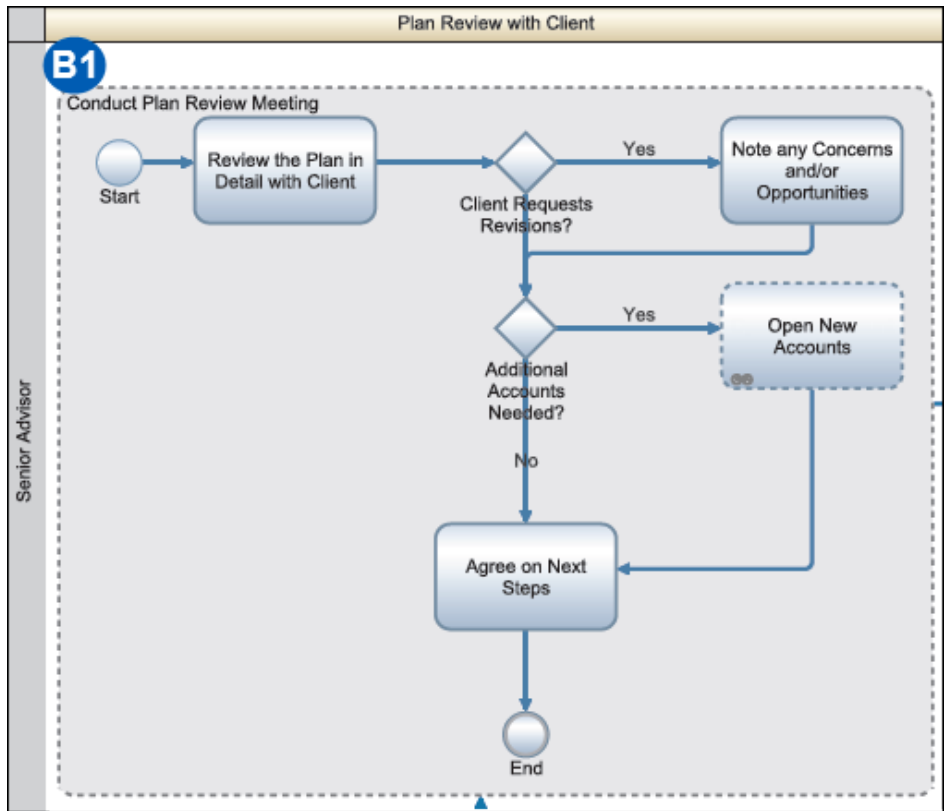 Plan Review with Client
B1
Conduct Plan Review Meeting
Start
Review the Plan in
Detail with Client
Client Requests
Revisions?
Yes
Note any Concerns
and/or
Opportunities
Additional
Accounts
Needed?
Yes
Open New
Accounts
No
Senior Advisor
Agree on Next
Steps
End